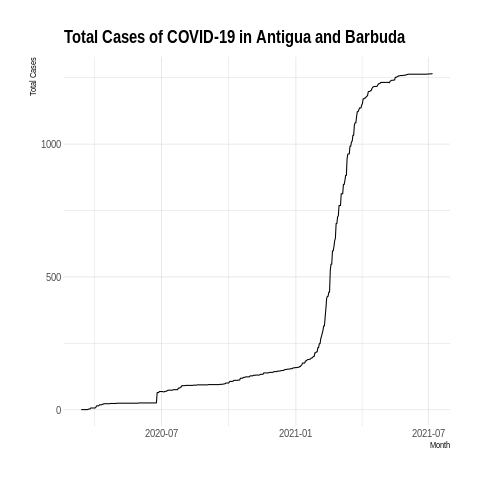 Total Cases of COVID-19 in Antigua and Barbuda
Total Cases
1000
500
0
2020-07
2021-01
2021-07
Month